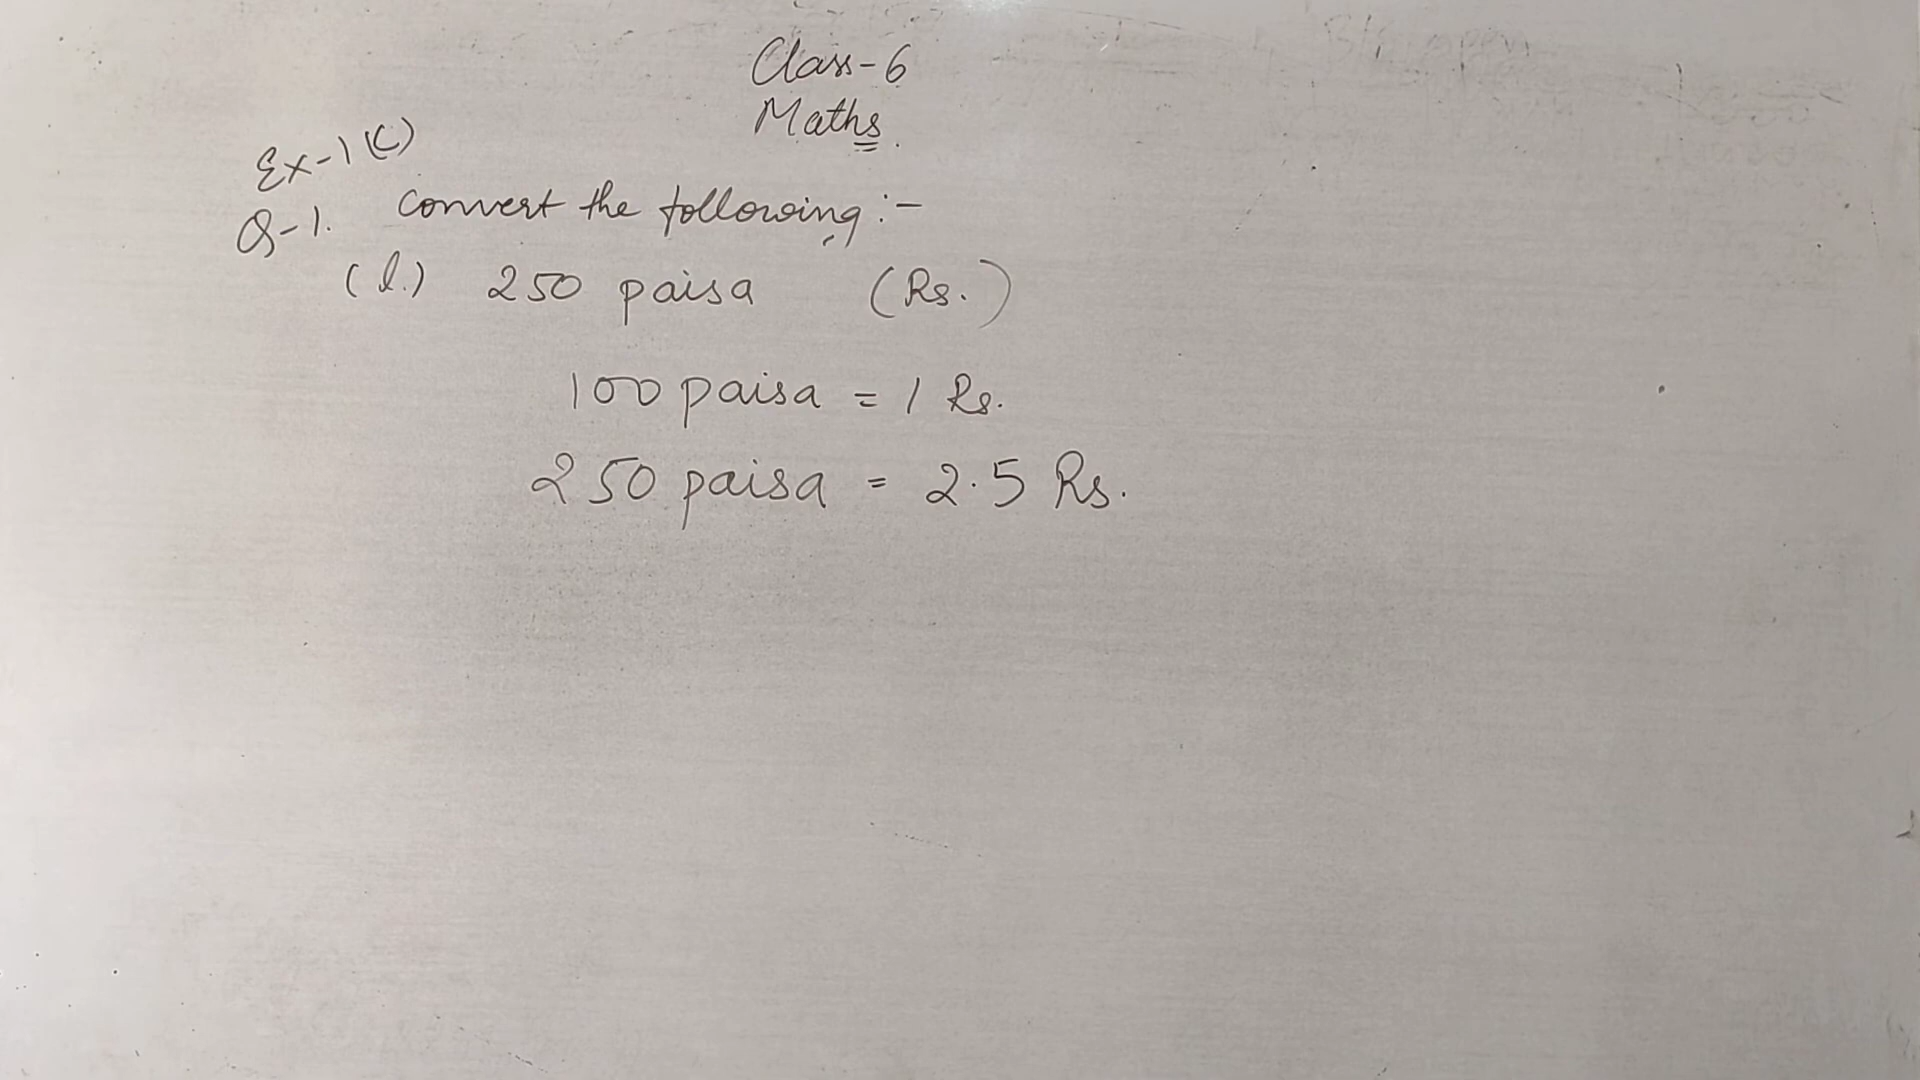 Class-6
Maths.
Ex-1(C)
Q-1. Convert the following:-
(l.) 250 paisa (Rs.)
100 paisa = 1 Rs.
250 paisa = 2.5 Rs.